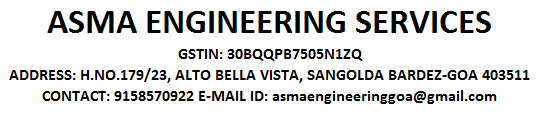 ASMA ENGINEERING SERVICES
GSTIN: 30BQQPB7505N1ZQ
ADDRESS: H.NO.179/23, ALTO BELLA VISTA, SANGOLDA BARDEZ-GOA 403511
CONTACT: 9158570922 E-MAIL ID: asmaengineeringgoa@gmail.com